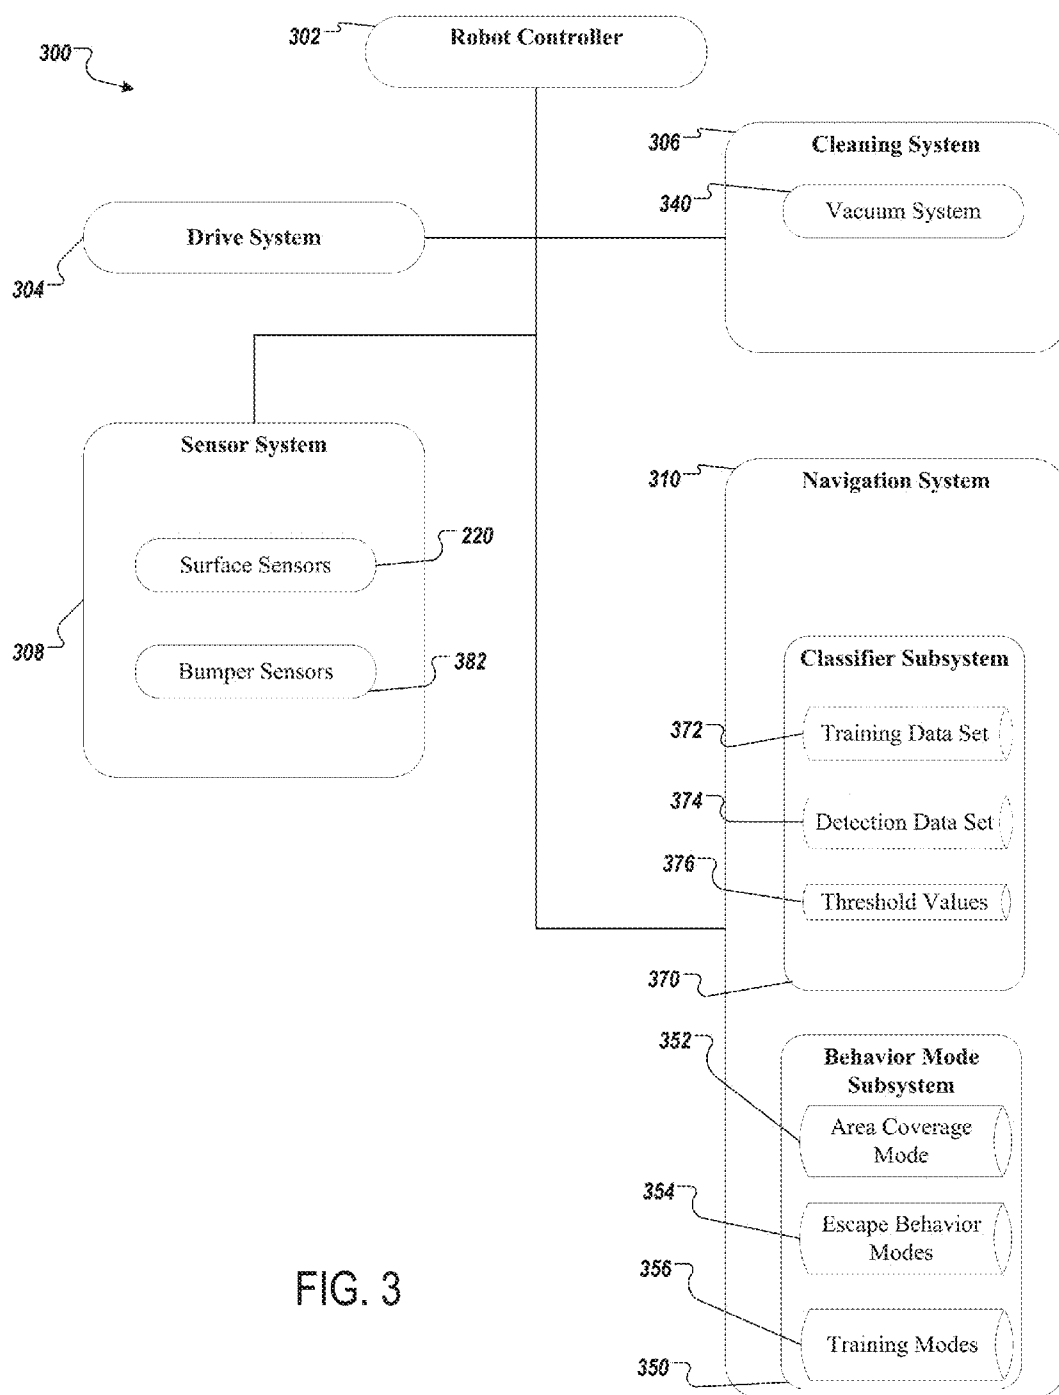 302
Robot Controller
300
306
Cleaning System
340
Vacuum System
Drive System
304
Sensor System
310
Navigation System
220
Surface Sensors
308
382
Bumper Sensors
Classifier Subsystem
372
Training Data Set
374
Detection Data Set
376
Threshold Values
370
352
Behavior Mode
Subsystem
Area Coverage
Mode
354
Escape Behavior
Modes
356
Training Modes
350
FIG. 3